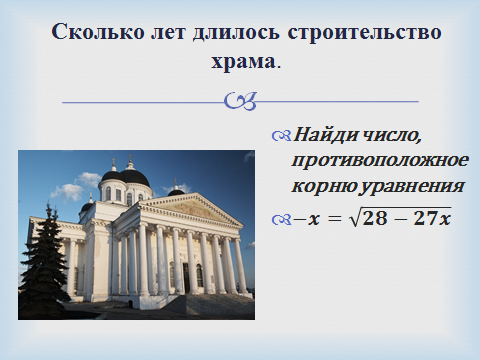 Сколько лет длилось строительство
храма.
Найди число,
противоположное
корню уравнения
−x = √28 − 27x